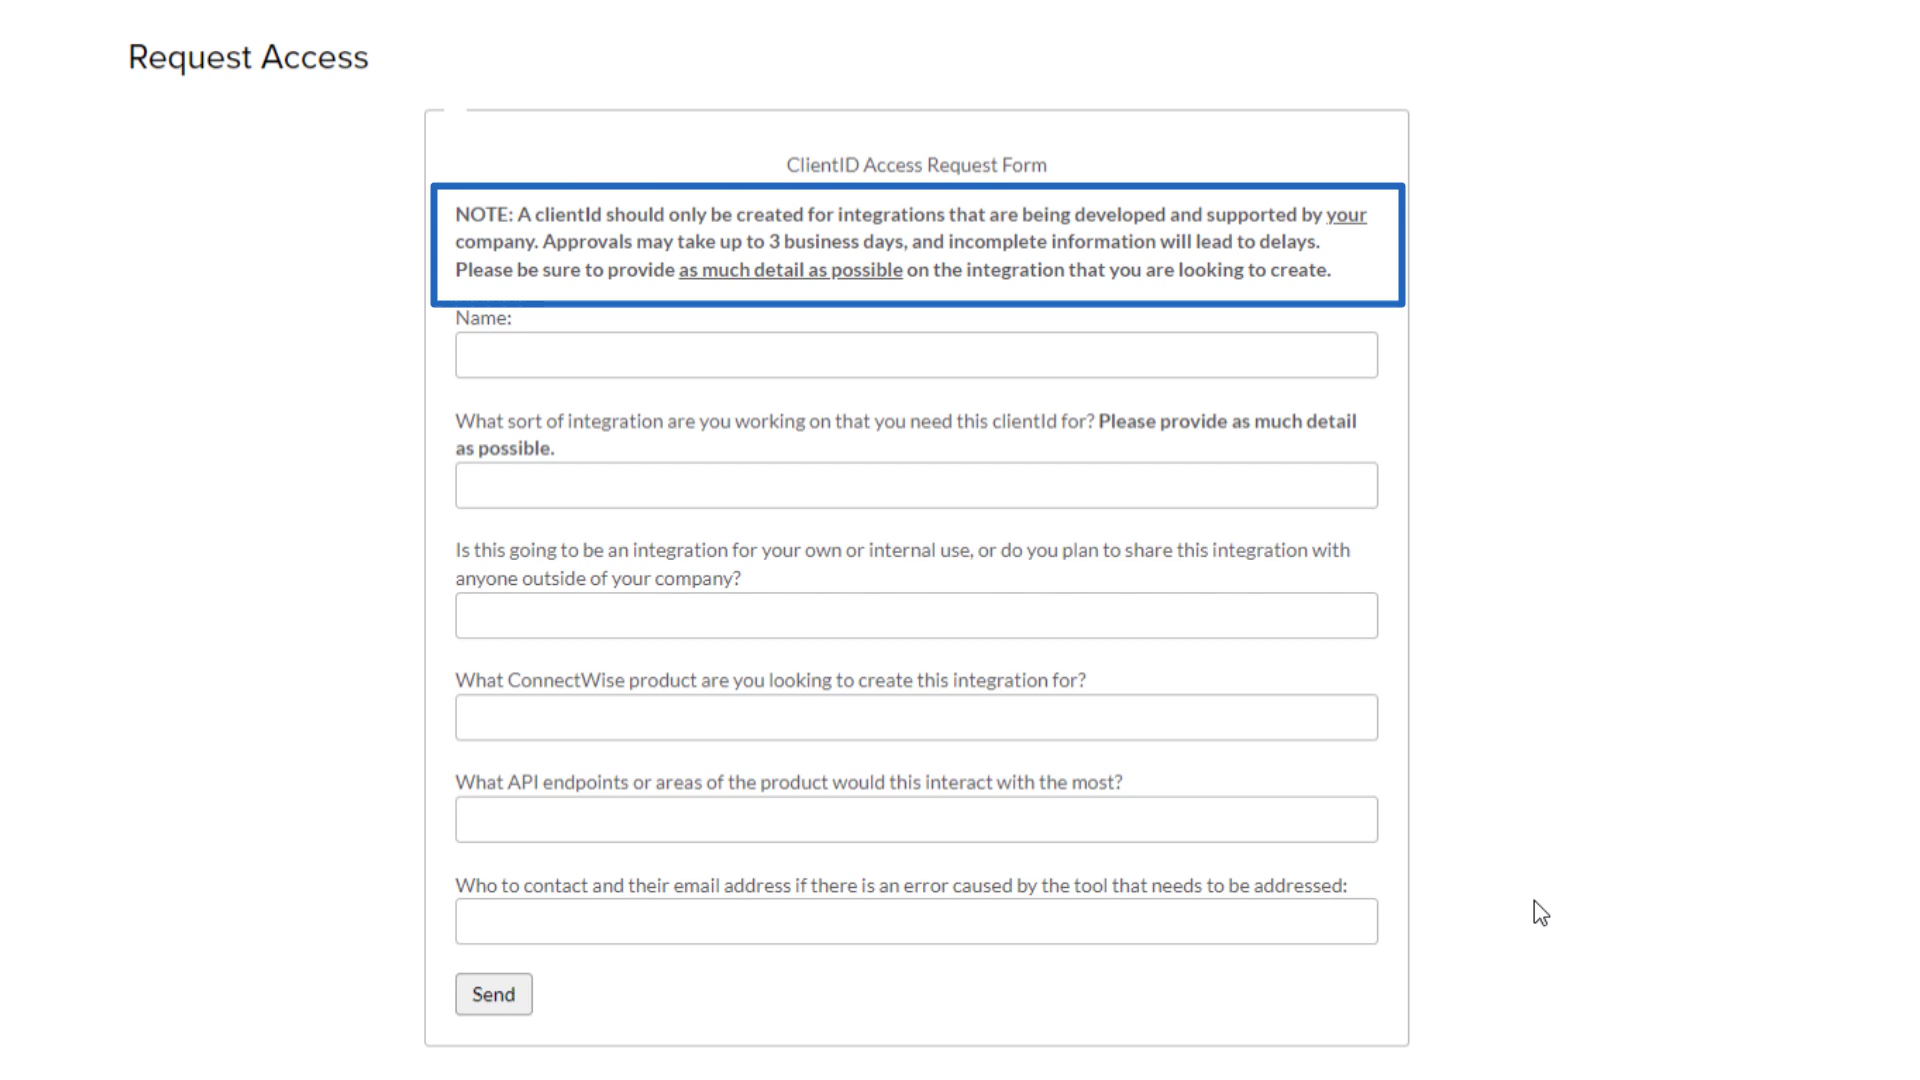 Request Access
ClientID Access Request Form
NOTE: A clientId should only be created for integrations that are being developed and supported by your
company. Approvals may take up to 3 business days, and incomplete information will lead to delays.
Please be sure to provide as much detail as possible on the integration that you are looking to create.
Name:
What sort of integration are you working on that you need this clientId for? Please provide as much detail
as possible.
Is this going to be an integration for your own or internal use, or do you plan to share this integration with
anyone outside of your company?
What ConnectWise product are you looking to create this integration for?
What API endpoints or areas of the product would this interact with the most?
Who to contact and their email address if there is an error caused by the tool that needs to be addressed:
Send